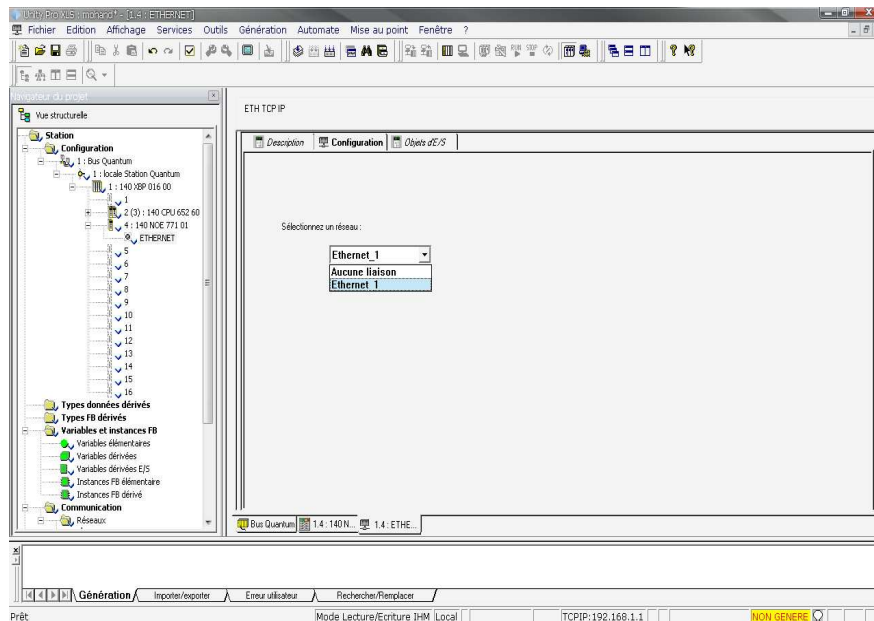 Unity Pro XLS : mohand* - [1.4 : ETHERNET]
Fichier Edition Affichage Services Outils Génération Automate Mise au point Fenêtre ?
Navigateur du projet
Vue structurelle
Station
Configuration
1 : Bus Quantum
1 : locale Station Quantum
1 : 140 XBP 016 00
1
2 (3) : 140 CPU 652 60
4 : 140 NOE 771 01
ETHERNET
5
6
7
8
9
10
11
12
13
14
15
16
Types données dérivés
Types FB dérivés
Variables et instances FB
Variables élémentaires
Variables dérivées
Variables dérivées E/S
Instances FB élémentaire
Instances FB dérivé
Communication
Réseaux
ETH TCP IP
Description Configuration Objets d'E/S
Sélectionnez un réseau :
Ethernet_1
Aucune liaison
Ethernet_1
Bus Quantum 1.4 : 140 N... 1.4 : ETHE...
Génération Importer/exporter Erreur utilisateur Rechercher/Remplacer
Prêt Mode Lecture/Ecriture IHM Local TCPIP:192.168.1.1 NON GENERE